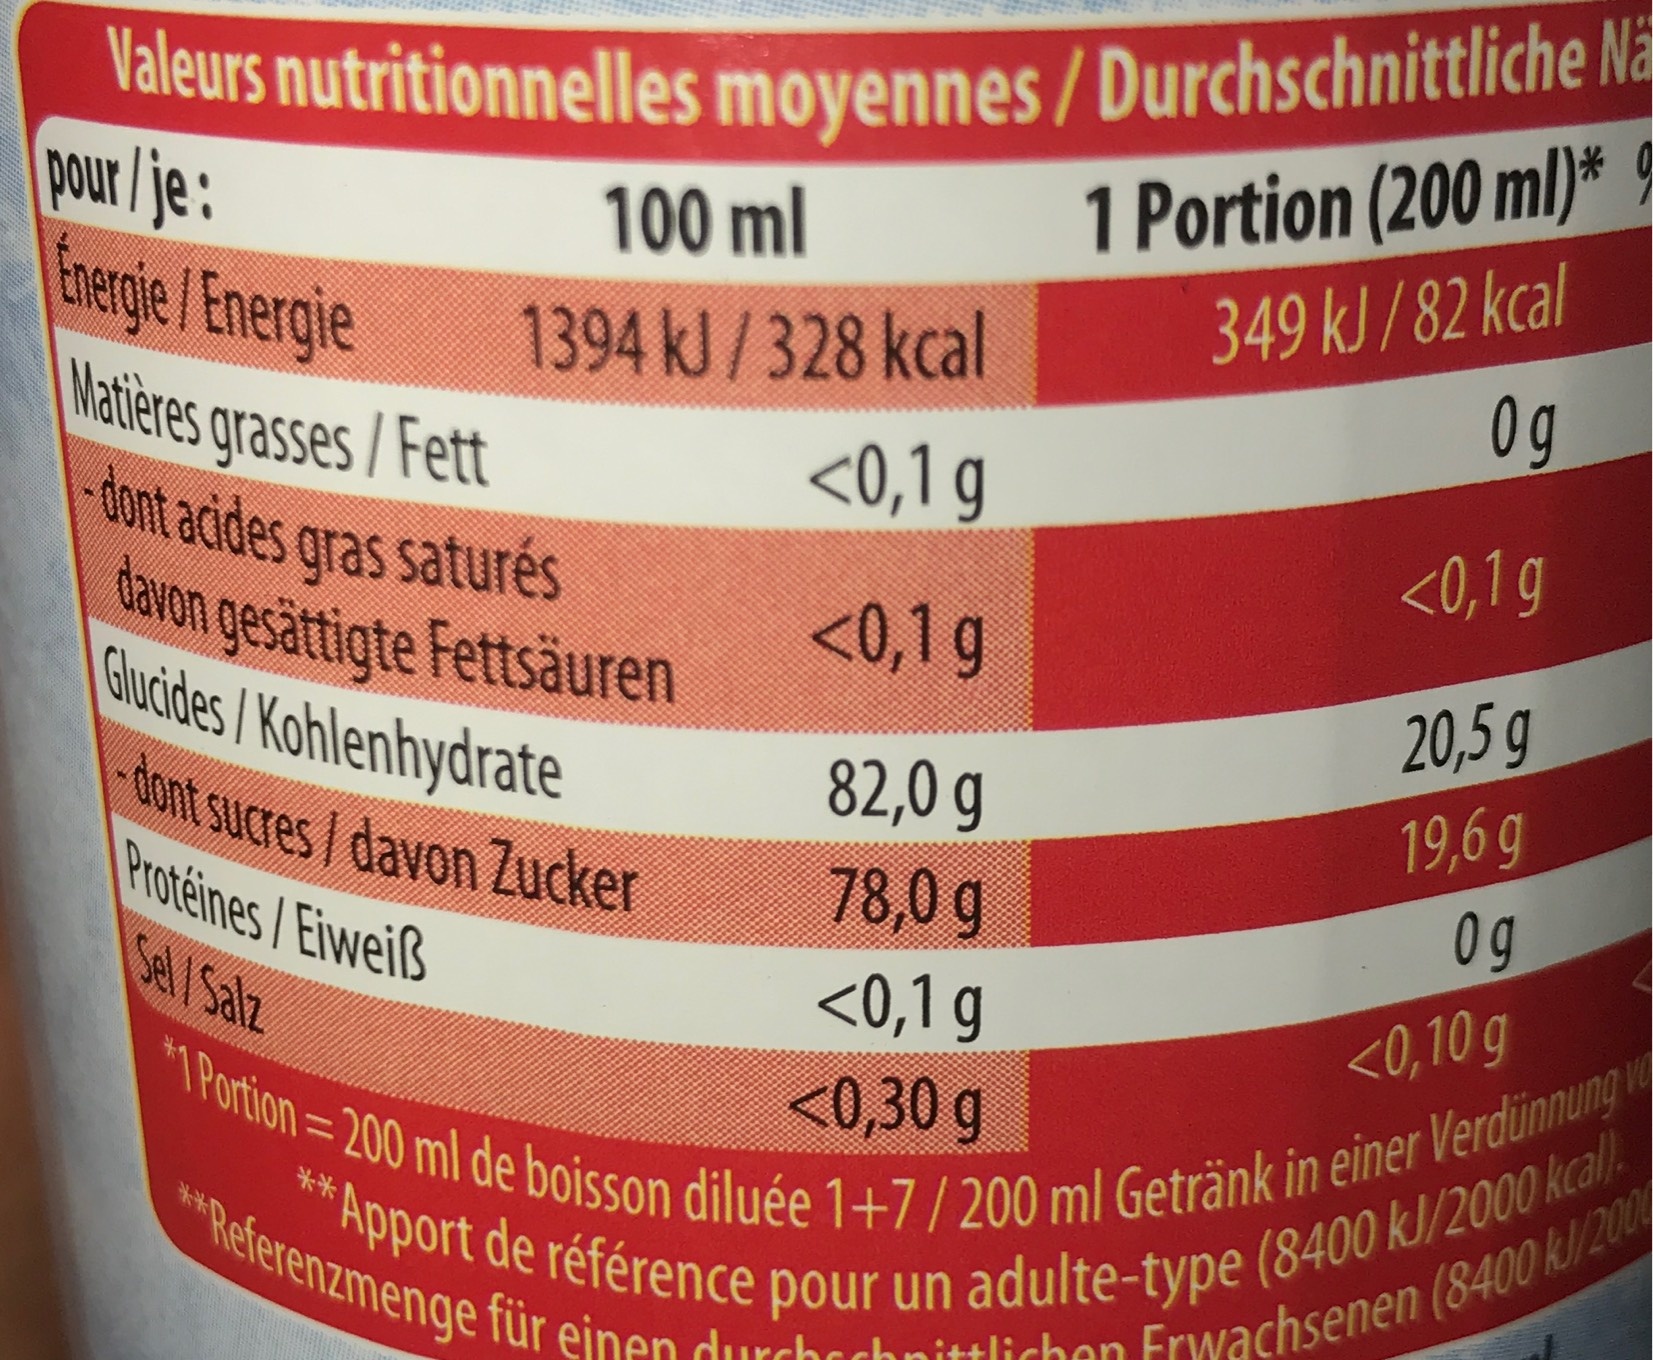 Valeurs nutritionnelles moyennes / Durchschnittliche Nä
pour / je : 100 ml 1 Portion (200 ml)* %
Énergie / Energie 1394 kJ / 328 kcal 349 kJ / 82 kcal
Matières grasses / Fett <0,1 g 0 g
- dont acides gras saturés
davon gesättigte Fettsäuren <0,1 g <0,1 g
Glucides / Kohlenhydrate 82,0 g 20,5 g
- dont sucres / davon Zucker 78,0 g 19,6 g
Protéines / Eiweiß <0,1 g 0 g
Sel / Salz <0,30 g <0,10 g <
*1 Portion = 200 ml de boisson diluée 1+7 / 200 ml Getränk in einer Verdünnung vo
**Apport de référence pour un adulte-type (8400 kJ/2000 kcal).
**Referenzmenge für einen durchschnittlichen Erwachsenen (8400 kJ/2000